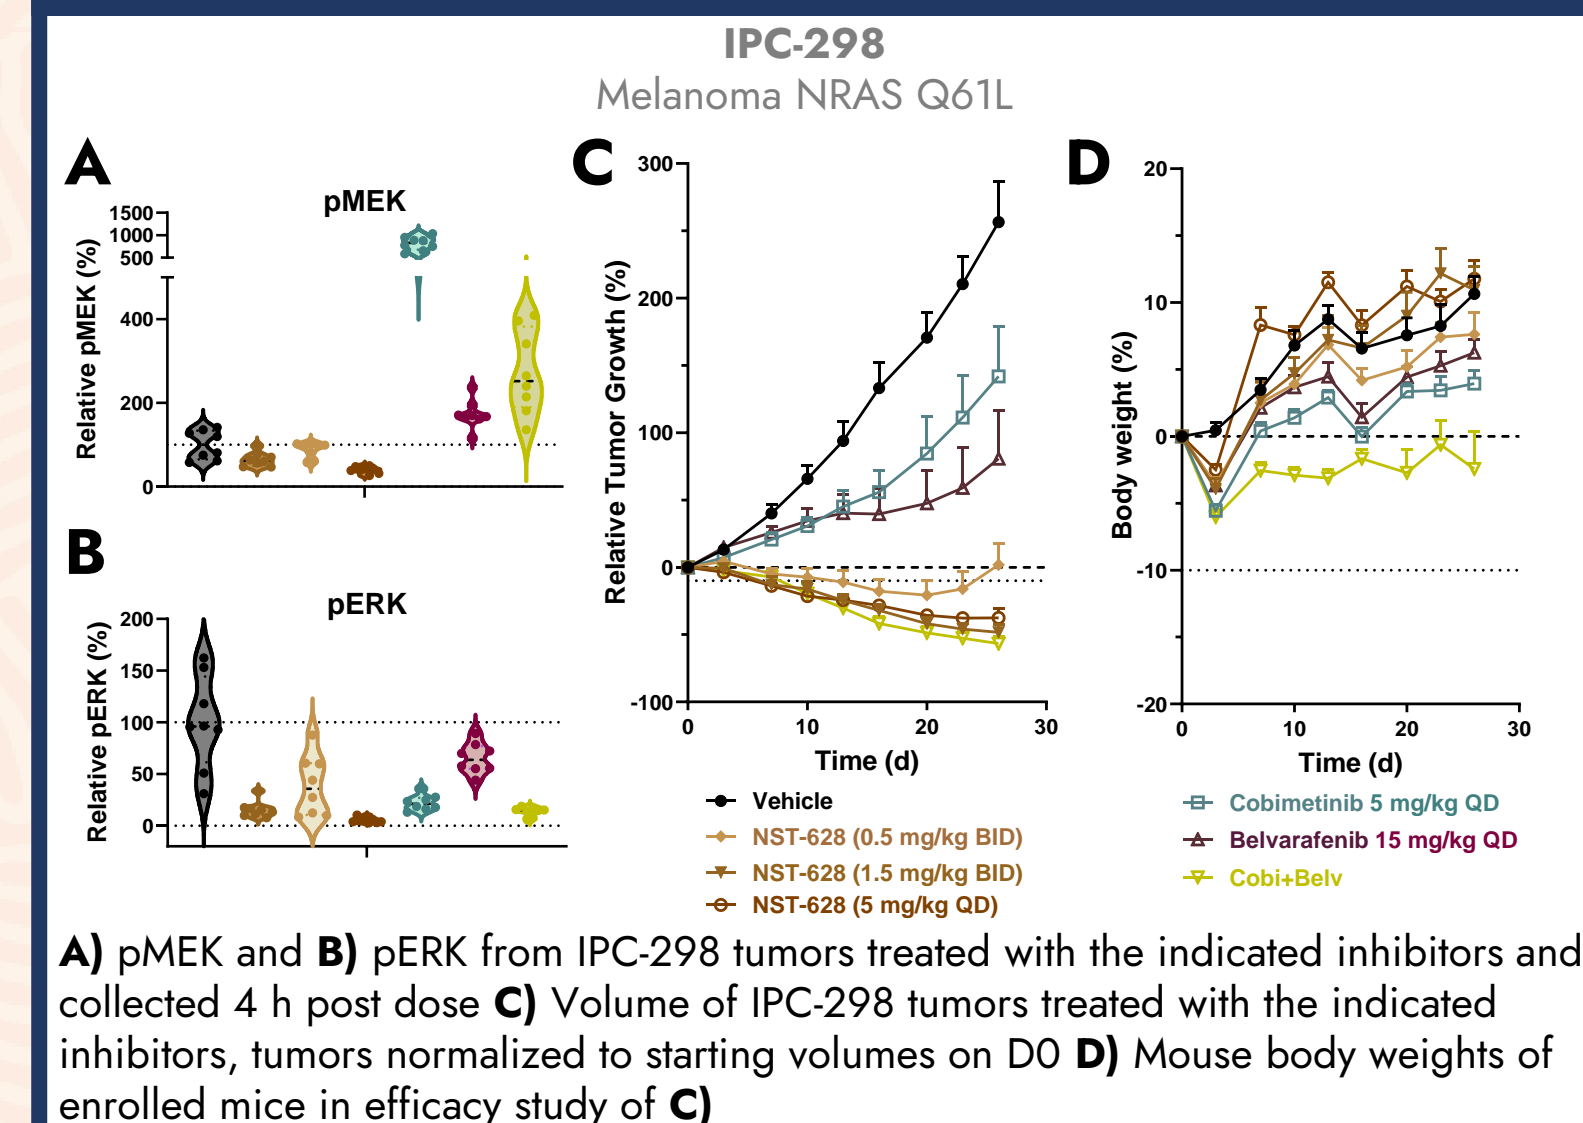 IPC-298
Melanoma NRAS Q61L
A
pMEK
Relative pMEK (%)
1500
1000
500
400
200
0
B
pERK
Relative pERK (%)
200
150
100
50
0
C
Relative Tumor Growth (%)
300
200
100
0
-100
0 10 20 30
Time (d)
D
Body weight (%)
20
10
0
-10
-20
0 10 20 30
Time (d)
Vehicle
NST-628 (0.5 mg/kg BID)
NST-628 (1.5 mg/kg BID)
NST-628 (5 mg/kg QD)
Cobimetinib 5 mg/kg QD
Belvarafenib 15 mg/kg QD
Cobi+Belv
A) pMEK and B) pERK from IPC-298 tumors treated with the indicated inhibitors and
collected 4 h post dose C) Volume of IPC-298 tumors treated with the indicated
inhibitors, tumors normalized to starting volumes on D0 D) Mouse body weights of
enrolled mice in efficacy study of C)